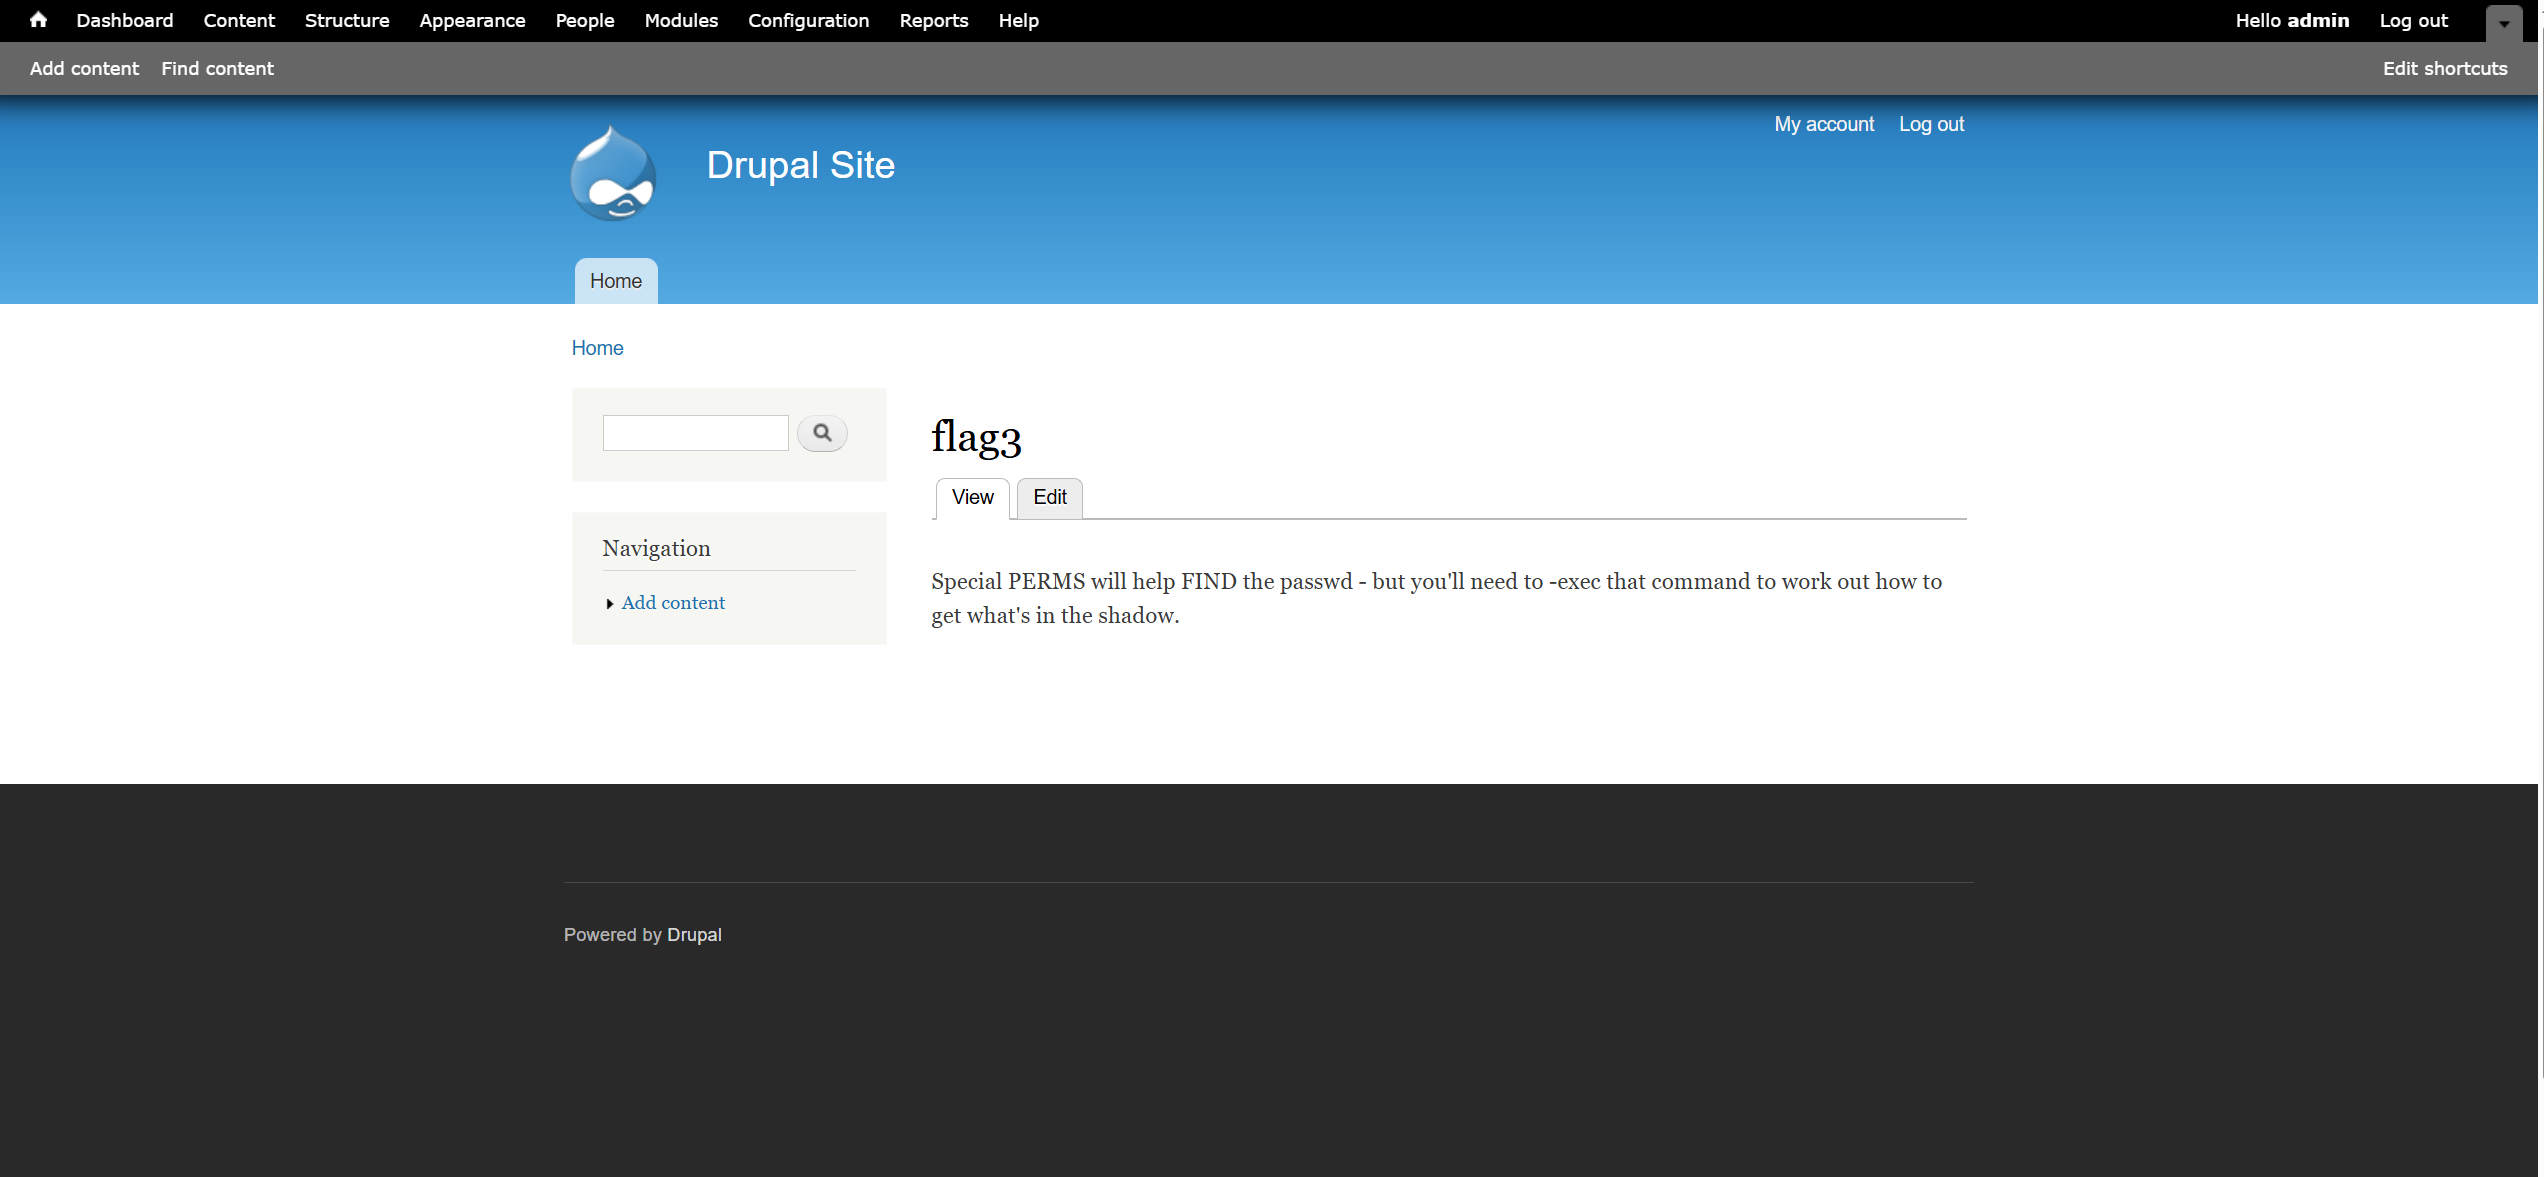 Dashboard Content Structure Appearance People Modules Configuration Reports Help Hello admin Log out
Add content Find content Edit shortcuts
My account Log out
Drupal Site
Home
Home
flag3
View Edit
Navigation
Add content
Special PERMS will help FIND the passwd - but you'll need to -exec that command to work out how to
get what's in the shadow.
Powered by Drupal